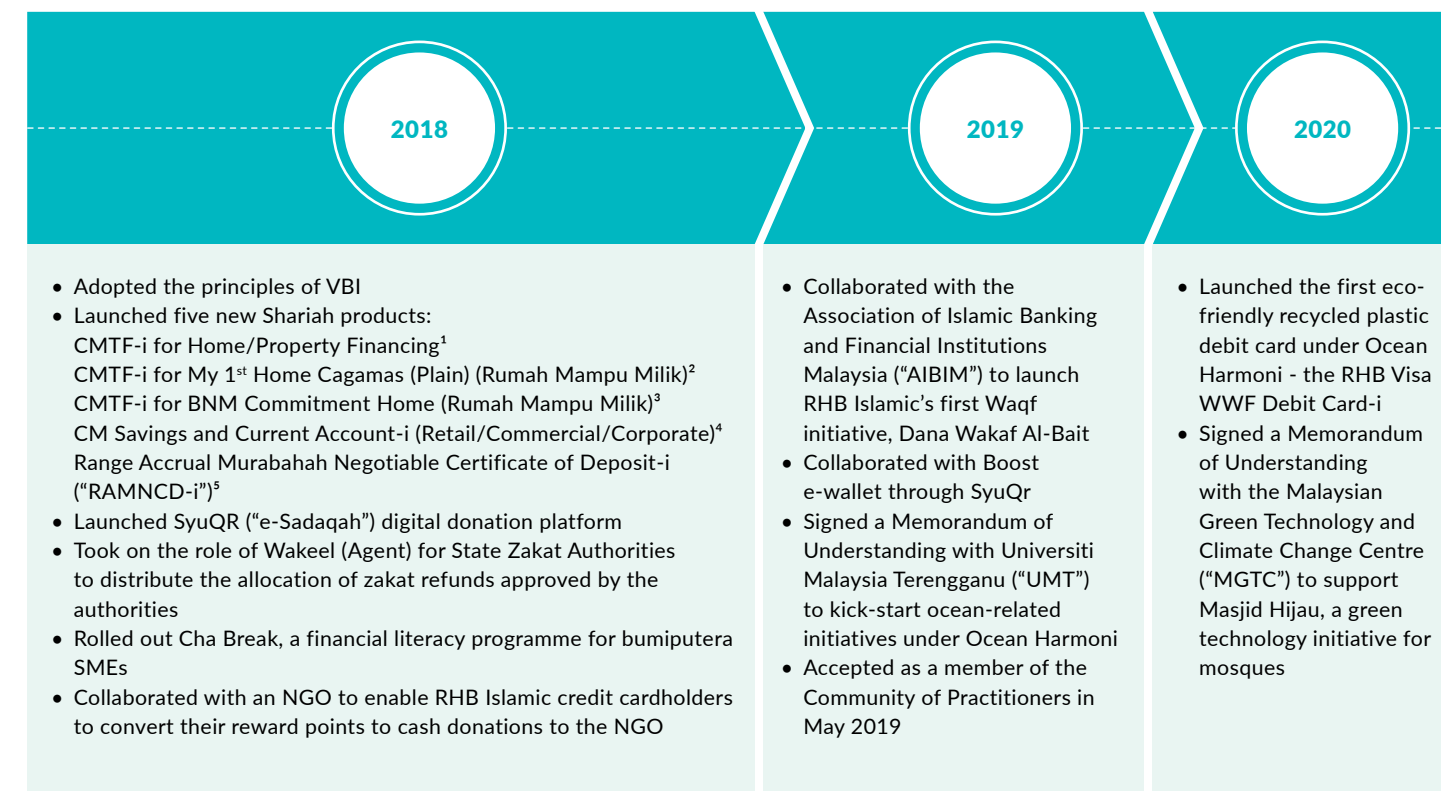 2018
• Adopted the principles of VBI
• Launched five new Shariah products:
CMTF-i for Home/Property Financing¹
CMTF-i for My 1ˢᵗ Home Cagamas (Plain) (Rumah Mampu Milik)²
CMTF-i for BNM Commitment Home (Rumah Mampu Milik)³
CM Savings and Current Account-i (Retail/Commercial/Corporate)⁴
Range Accrual Murabahah Negotiable Certificate of Deposit-i
(“RAMNCD-i”)⁵
• Launched SyuQR (“e-Sadaqah”) digital donation platform
• Took on the role of Wakeel (Agent) for State Zakat Authorities
to distribute the allocation of zakat refunds approved by the
authorities
• Rolled out Cha Break, a financial literacy programme for bumiputera
SMEs
• Collaborated with an NGO to enable RHB Islamic credit cardholders
to convert their reward points to cash donations to the NGO
2019
• Collaborated with the
Association of Islamic Banking
and Financial Institutions
Malaysia (“AIBIM”) to launch
RHB Islamic’s first Waqf
initiative, Dana Wakaf Al-Bait
• Collaborated with Boost
e-wallet through SyuQr
• Signed a Memorandum of
Understanding with Universiti
Malaysia Terengganu (“UMT”)
to kick-start ocean-related
initiatives under Ocean Harmoni
• Accepted as a member of the
Community of Practitioners in
May 2019
2020
• Launched the first eco-
friendly recycled plastic
debit card under Ocean
Harmoni - the RHB Visa
WWF Debit Card-i
• Signed a Memorandum
of Understanding
with the Malaysian
Green Technology and
Climate Change Centre
(“MGTC”) to support
Masjid Hijau, a green
technology initiative for
mosques